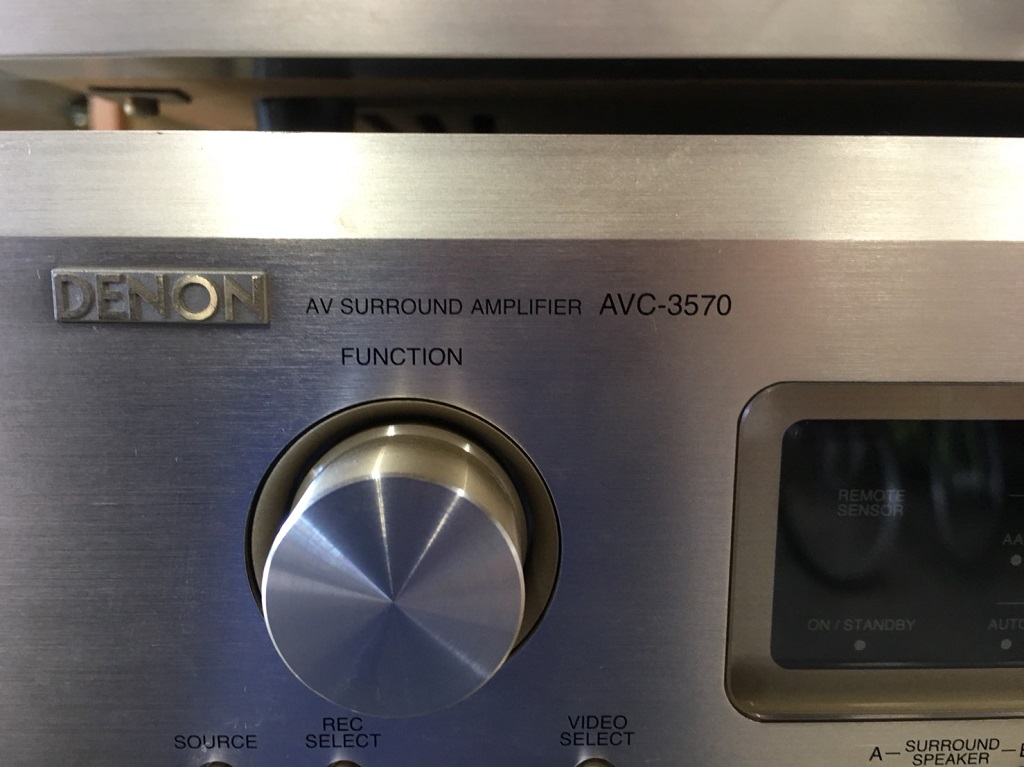 DENON
AV SURROUND AMPLIFIER AVC-3570
FUNCTION
REMOTE
SENSOR
ON / STANDBY
SOURCE
REC
SELECT
VIDEO
SELECT
A
SURROUND
SPEAKER